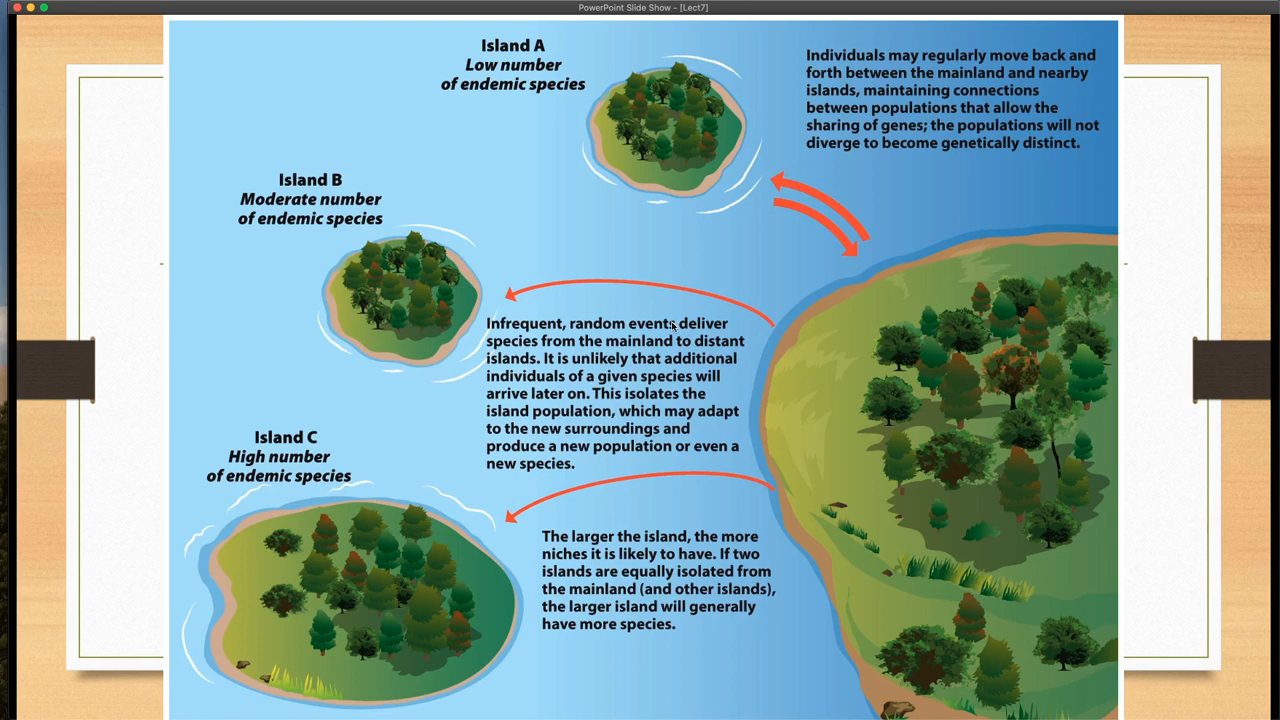 PowerPoint Slide Show - [Lect7]
Island A
Low number
of endemic species
Individuals may regularly move back and
forth between the mainland and nearby
islands, maintaining connections
between populations that allow the
sharing of genes; the populations will not
diverge to become genetically distinct.
Island B
Moderate number
of endemic species
Infrequent, random events deliver
species from the mainland to distant
islands. It is unlikely that additional
individuals of a given species will
arrive later on. This isolates the
island population, which may adapt
to the new surroundings and
produce a new population or even a
new species.
Island C
High number
of endemic species
The larger the island, the more
niches it is likely to have. If two
islands are equally isolated from
the mainland (and other islands),
the larger island will generally
have more species.